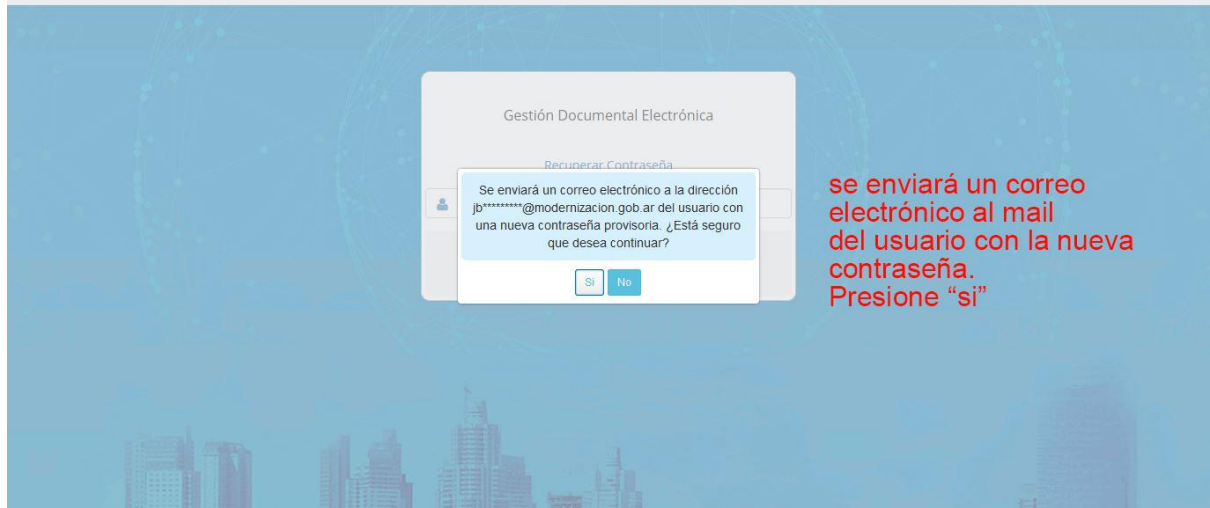 Gestión Documental Electrónica
Recuperar Contraseña
Se enviará un correo electrónico a la dirección
jb*********@modernizacion.gob.ar del usuario con
una nueva contraseña provisoria. ¿Está seguro
que desea continuar?
Si No
se enviará un correo
electrónico al mail
del usuario con la nueva
contraseña.
Presione “si”